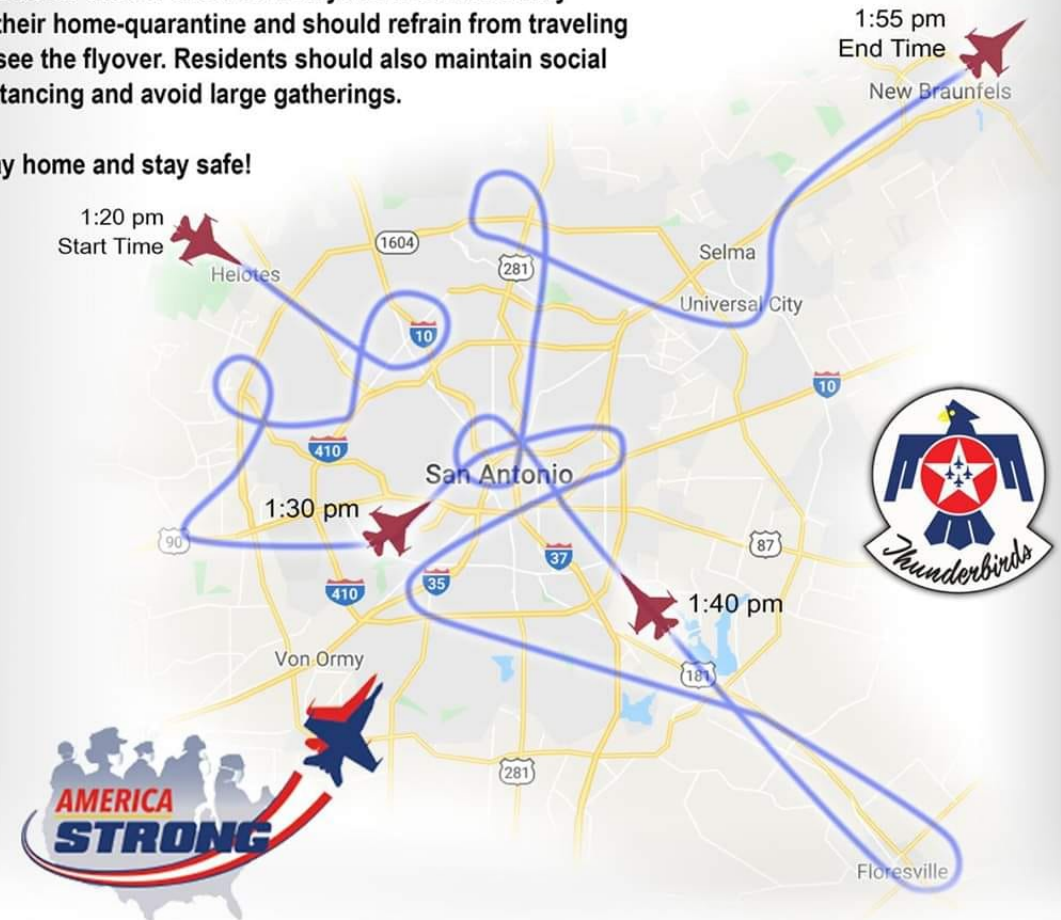 their home-quarantine and should refrain from traveling
see the flyover. Residents should also maintain social
tancing and avoid large gatherings.
y home and stay safe!
1:55 pm
End Time
New Braunfels
1:20 pm
Start Time
Helotes
1604
281
Selma
Universal City
10
10
410
San Antonio
1:30 pm
90
87
37
35
410
1:40 pm
Thunderbirds
Von Ormy
181
281
AMERICA
STRONG
Floresville